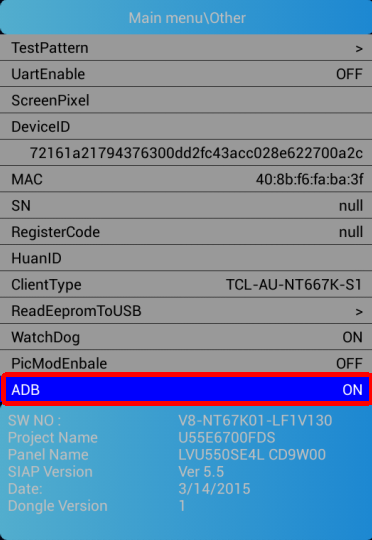 Main menu\Other
TestPattern >
UartEnable OFF
ScreenPixel
DeviceID
72161a21794376300dd2fc43acc028e622700a2c
MAC 40:8b:f6:fa:ba:3f
SN null
RegisterCode null
HuanID
ClientType TCL-AU-NT667K-S1
ReadEepromToUSB >
WatchDog ON
PicModEnbale OFF
ADB ON
SW NO : V8-NT67K01-LF1V130
Project Name U55E6700FDS
Panel Name LVU550SE4L CD9W00
SIAP Version Ver 5.5
Date: 3/14/2015
Dongle Version 1